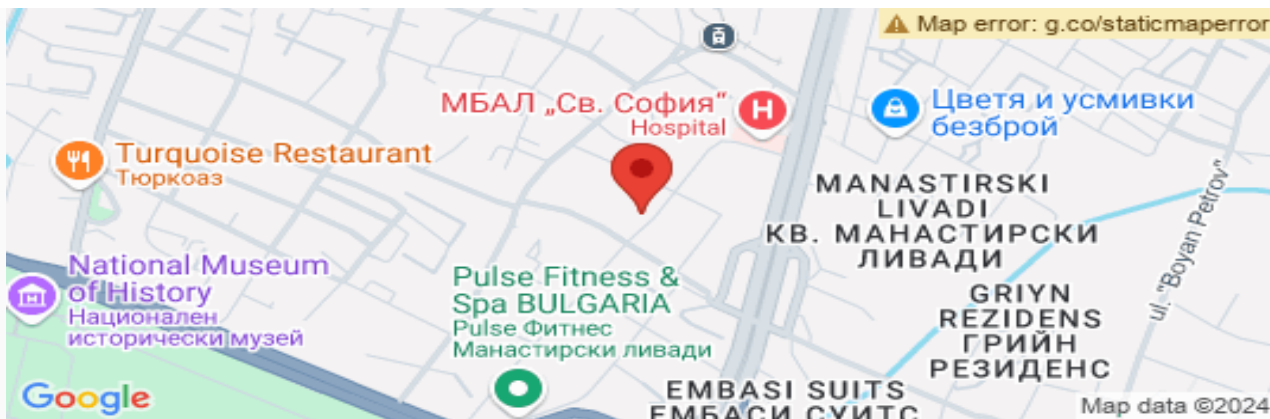 Map error: g.co/staticmaperror
МБАЛ „Св. София“
Hospital
H
Цветя и усмивки
безброй
Turquoise Restaurant
Тюркоаз
MANASTIRSKI
LIVADI
КВ. МАНАСТИРСКИ
ЛИВАДИ
ul. "Boyan Petrov"
National Museum
of History
Национален
исторически музей
Pulse Fitness &
Spa BULGARIA
Pulse Фитнес
Манастирски ливади
GRIYN
REZIDENS
ГРИЙН
РЕЗИДЕНС
EMBASI SUITS
ЕМБАСИ СУИТС
Google
Map data ©2024